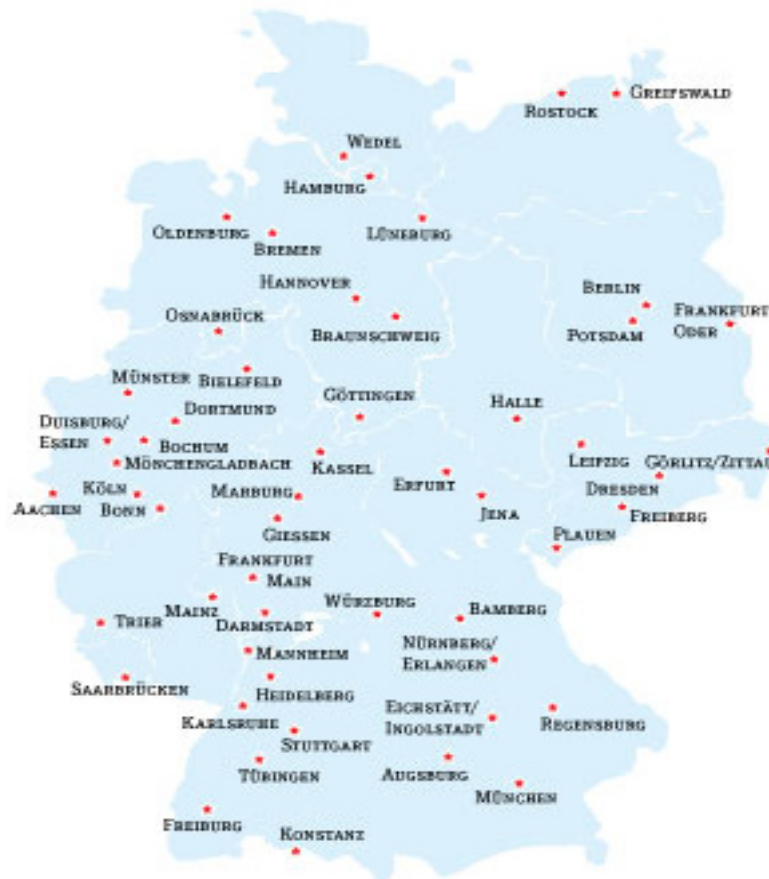 Greifswald
Rostock
Wedel
Hamburg
Oldenburg
Lüneburg
Bremen
Hannover
Berlin
Frankfurt
Oder
Osnabrück
Braunschweig
Potsdam
Münster
Bielefeld
Göttingen
Dortmund
Halle
Duisburg/
Essen
Bochum
Mönchengladbach
Kassel
Leipzig
Görlitz/Zittau
Köln
Marburg
Erfurt
Dresden
Aachen
Bonn
Jena
Freiberg
Giessen
Plauen
Frankfurt
Main
Mainz
Würzburg
Bamberg
Trier
Darmstadt
Mannheim
Nürnberg/
Erlangen
Saarbrücken
Heidelberg
Eichstätt/
Ingolstadt
Karlsruhe
Regensburg
Stuttgart
Tübingen
Augsburg
München
Freiburg
Konstanz